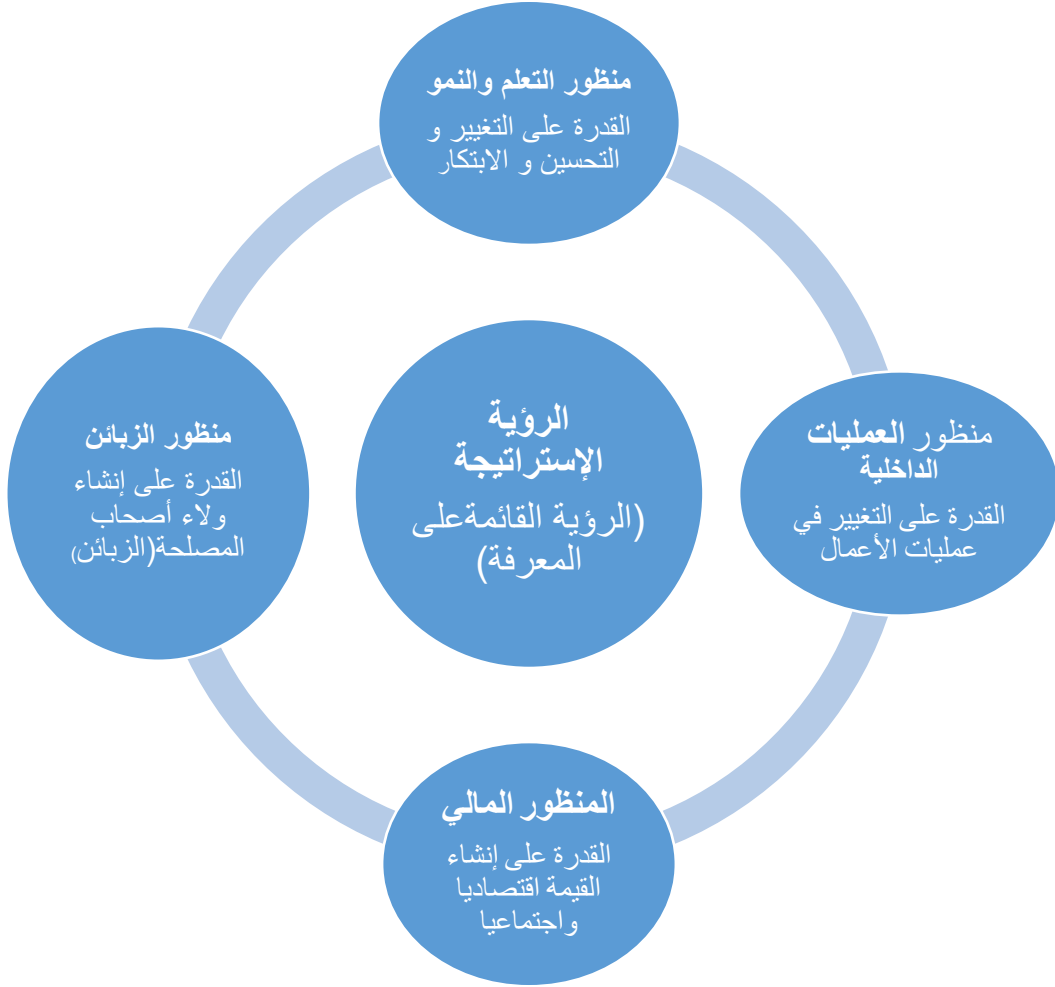 منظور التعلم والنمو
القدرة على التغيير و
التحسين و الابتكار
منظور العمليات
الداخلية
القدرة على التغيير في
عمليات الأعمال
الرؤية
الإستراتيجة
(الرؤية القائمةعلى
المعرفة)
منظور الزبائن
القدرة على إنشاء
ولاء أصحاب
المصلحة(الزبائن)
المنظور المالي
القدرة على إنشاء
القيمة اقتصاديا
واجتماعيا